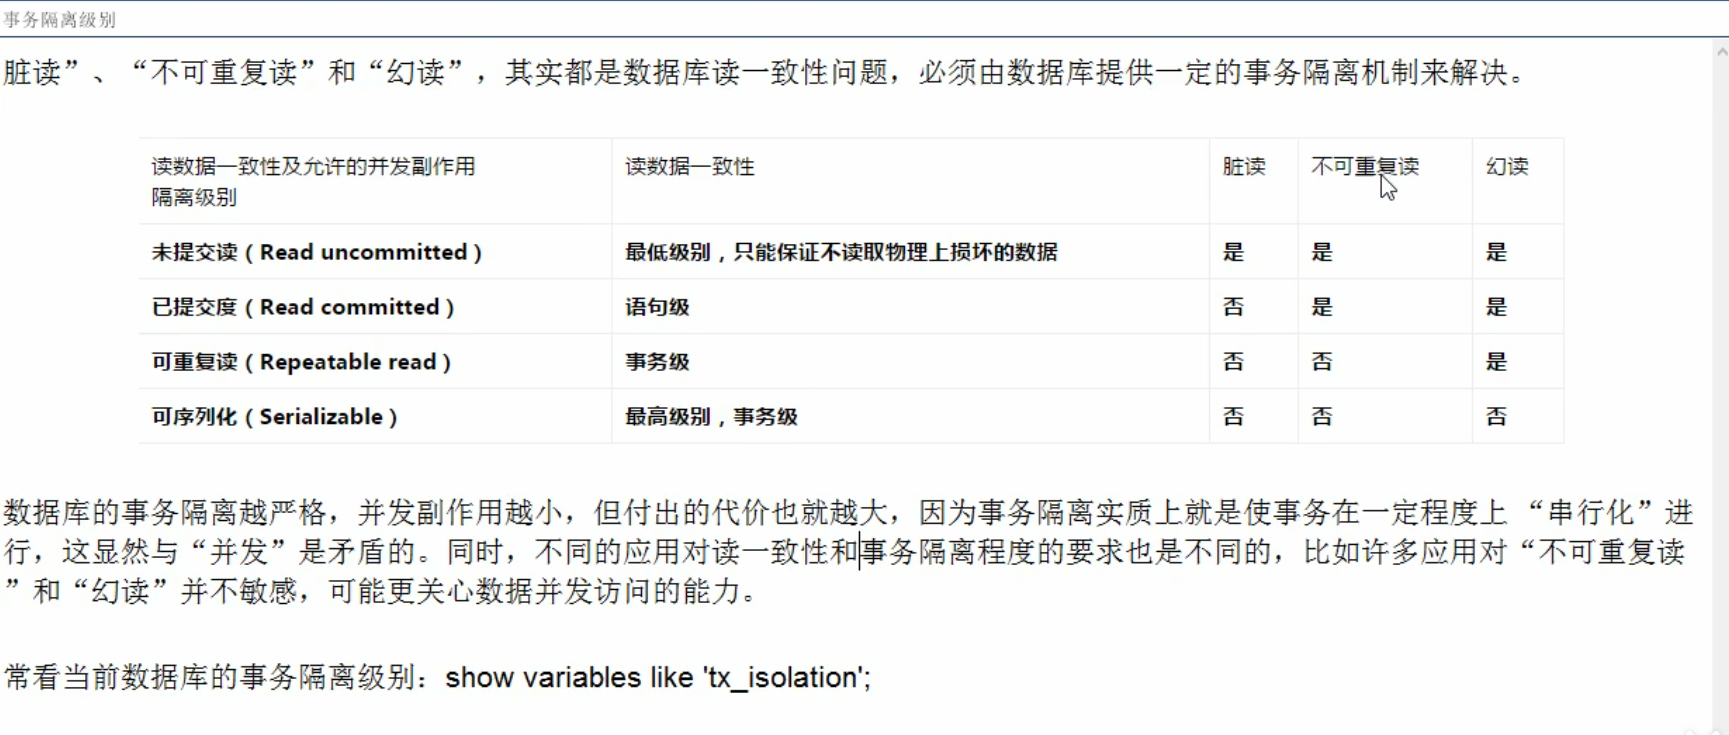 事务隔离级别
脏读”、“不可重复读”和“幻读”，其实都是数据库读一致性问题，必须由数据库提供一定的事务隔离机制来解决。
读数据一致性及允许的并发副作用 读数据一致性 脏读 不可重复读 幻读
隔离级别
未提交读（Read uncommitted） 最低级别，只能保证不读取物理上损坏的数据 是 是 是
已提交度（Read committed） 语句级 否 是 是
可重复读（Repeatable read） 事务级 否 否 是
可序列化（Serializable） 最高级别，事务级 否 否 否
数据库的事务隔离越严格，并发副作用越小，但付出的代价也就越大，因为事务隔离实质上就是使事务在一定程度上 “串行化”进
行，这显然与“并发”是矛盾的。同时，不同的应用对读一致性和事务隔离程度的要求也是不同的，比如许多应用对“不可重复读
”和“幻读”并不敏感，可能更关心数据并发访问的能力。
常看当前数据库的事务隔离级别：show variables like 'tx_isolation';